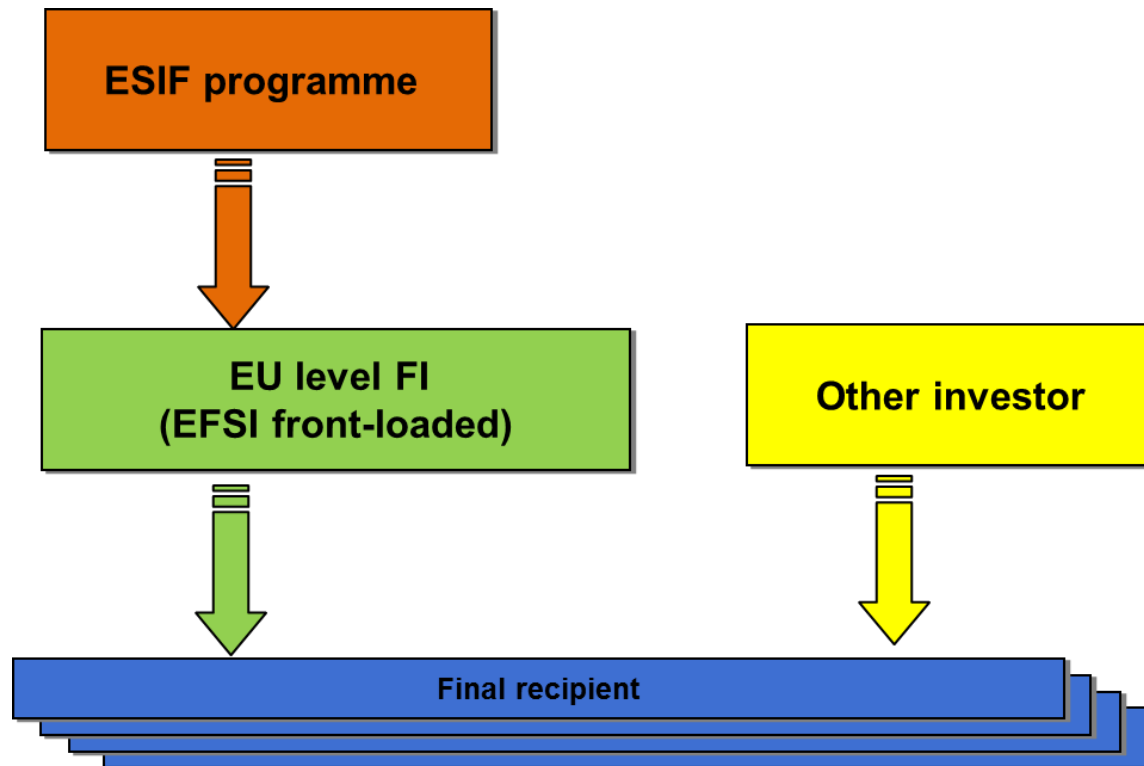 ESIF programme
EU level FI
(EFSI front-loaded)
Other investor
Final recipient